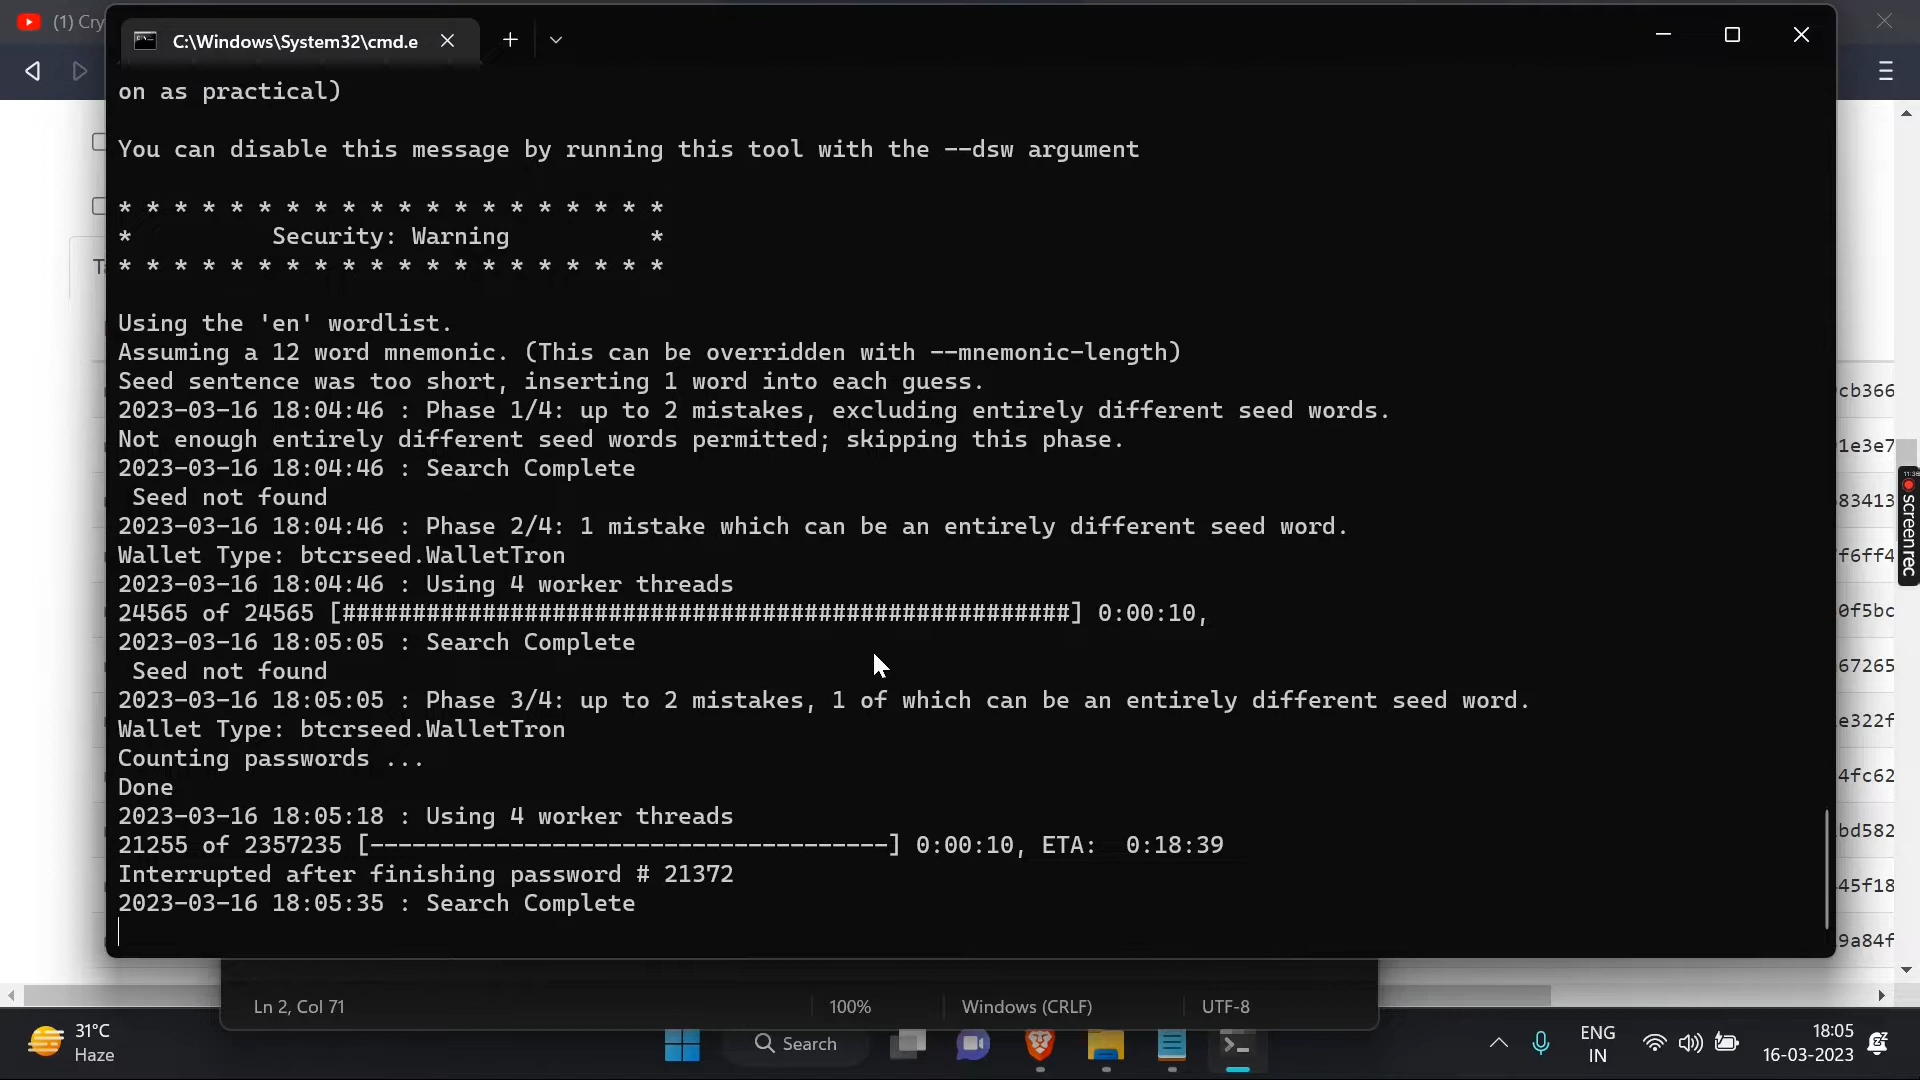 (1) Cry
C:\Windows\System32\cmd.e
on as practical)
You can disable this message by running this tool with the --dsw argument
* * * * * * * * * * * * * * * * * * * *
* Security: Warning *
* * * * * * * * * * * * * * * * * * * *
Using the 'en' wordlist.
Assuming a 12 word mnemonic. (This can be overridden with --mnemonic-length)
Seed sentence was too short, inserting 1 word into each guess.
2023-03-16 18:04:46 : Phase 1/4: up to 2 mistakes, excluding entirely different seed words.
Not enough entirely different seed words permitted; skipping this phase.
2023-03-16 18:04:46 : Search Complete
Seed not found
2023-03-16 18:04:46 : Phase 2/4: 1 mistake which can be an entirely different seed word.
Wallet Type: btcrseed.WalletTron
2023-03-16 18:04:46 : Using 4 worker threads
24565 of 24565 [####################################################] 0:00:10,
2023-03-16 18:05:05 : Search Complete
Seed not found
2023-03-16 18:05:05 : Phase 3/4: up to 2 mistakes, 1 of which can be an entirely different seed word.
Wallet Type: btcrseed.WalletTron
Counting passwords ...
Done
2023-03-16 18:05:18 : Using 4 worker threads
21255 of 2357235 [-------------------------------------] 0:00:10, ETA: 0:18:39
Interrupted after finishing password # 21372
2023-03-16 18:05:35 : Search Complete
cb366
1e3e7
83413
f6ff4
0f5bc
67265
e322f
4fc62
bd582
45f18
9a84f
screenrec
Ln 2, Col 71
100%
Windows (CRLF)
UTF-8
31°C
Haze
Search
ENG
IN
18:05
16-03-2023